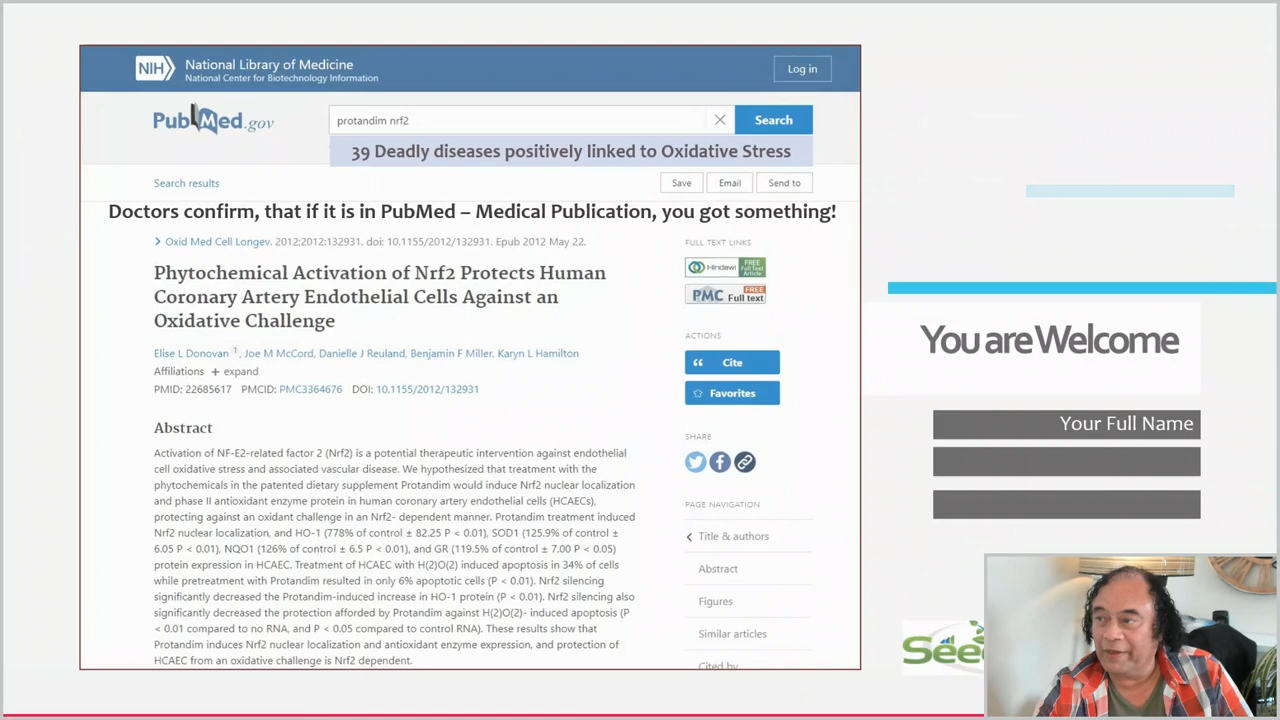 NIH National Library of Medicine
National Center for Biotechnology Information
Log in
PubMed.gov
protandim nrf2
Search
39 Deadly diseases positively linked to Oxidative Stress
Search results
Save
Email
Send to
Doctors confirm, that if it is in PubMed – Medical Publication, you got something!
Oxid Med Cell Longev. 2012;2012:132931. doi: 10.1155/2012/132931. Epub 2012 May 22.
Phytochemical Activation of Nrf2 Protects Human
Coronary Artery Endothelial Cells Against an
Oxidative Challenge
Elise L Donovan 1, Joe M McCord, Danielle J Reuland, Benjamin F Miller, Karyn L Hamilton
Affiliations + expand
PMID: 22685617 PMCID: PMC3364676 DOI: 10.1155/2012/132931
Abstract
Activation of NF-E2-related factor 2 (Nrf2) is a potential therapeutic intervention against endothelial
cell oxidative stress and associated vascular disease. We hypothesized that treatment with the
phytochemicals in the patented dietary supplement Protandim would induce Nrf2 nuclear localization
and phase II antioxidant enzyme protein in human coronary artery endothelial cells (HCAECs),
protecting against an oxidant challenge in an Nrf2- dependent manner. Protandim treatment induced
Nrf2 nuclear localization, and HO-1 (778% of control ± 82.25 P < 0.01), SOD1 (125.9% of control ±
6.05 P < 0.01), NQO1 (126% of control ± 6.5 P < 0.01), and GR (119.5% of control ± 7.00 P < 0.05)
protein expression in HCAEC. Treatment of HCAEC with H(2)O(2) induced apoptosis in 34% of cells
while pretreatment with Protandim resulted in only 6% apoptotic cells (P < 0.01). Nrf2 silencing
significantly decreased the Protandim-induced increase in HO-1 protein (P < 0.01). Nrf2 silencing also
significantly decreased the protection afforded by Protandim against H(2)O(2)- induced apoptosis (P
< 0.01 compared to no RNA, and P < 0.05 compared to control RNA). These results show that
Protandim induces Nrf2 nuclear localization and antioxidant enzyme expression, and protection of
HCAEC from an oxidative challenge is Nrf2 dependent.
FULL TEXT LINKS
Hindawi FREE Full Text Article
PMC FREE Full text
ACTIONS
Cite
Favorites
SHARE
PAGE NAVIGATION
Title & authors
Abstract
Figures
Similar articles
Cited by
You are Welcome
Your Full Name